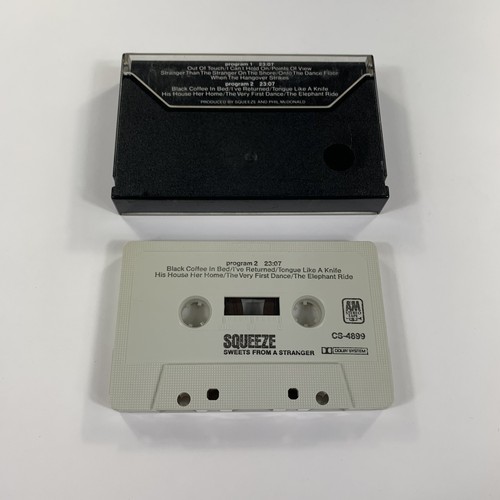 program 1 23:07
Out Of Touch/I Can't Hold On/Points Of View
Stranger Than The Stranger On The Shore/Onto The Dance Floor
When The Hangover Strikes
program 2 23:07
Black Coffee In Bed/I've Returned/Tongue Like A Knife
His House Her Home/The Very First Dance/The Elephant Ride
PRODUCED BY SQUEEZE AND PHIL McDONALD
program 2 23:07
Black Coffee In Bed/I've Returned/Tongue Like A Knife
His House Her Home/The Very First Dance/The Elephant Ride
AM
STEREO
TAPE
SQUEEZE
SWEETS FROM A STRANGER
CS-4899
DOLBY SYSTEM